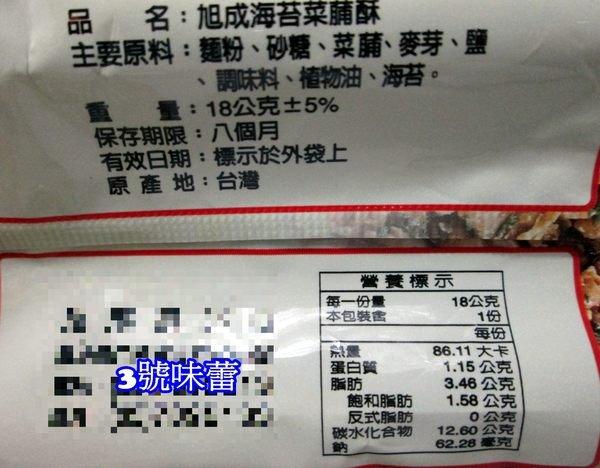 品　名：旭成海苔菜脯酥
主要原料：麵粉、砂糖、菜脯、麥芽、鹽
、調味料、植物油、海苔。
重　量：18公克±5%
保存期限：八個月
有效日期：標示於外袋上
原 產 地：台灣
營養標示
每一份量 18公克
本包裝含 1份
每份
熱量 86.11 大卡
蛋白質 1.15 公克
脂肪 3.46 公克
飽和脂肪 1.58 公克
反式脂肪 0 公克
碳水化合物 12.60 公克
鈉 62.28 毫克
3號味蕾